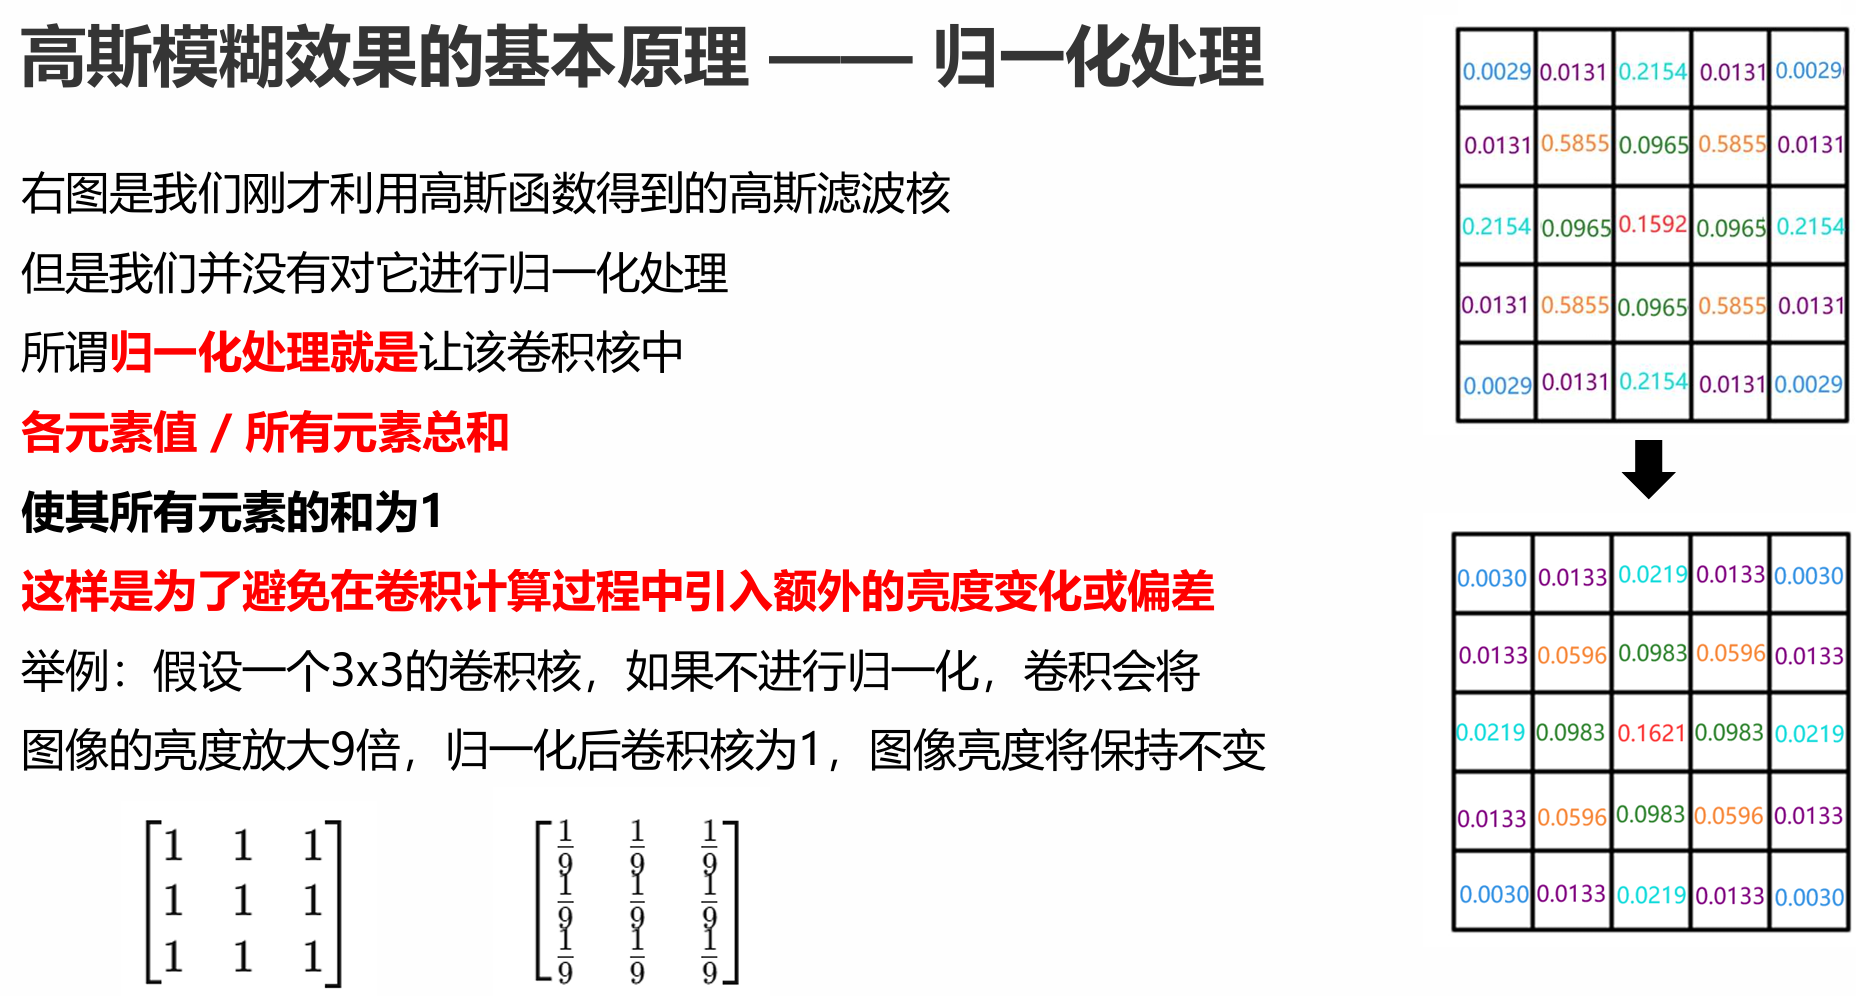 高斯模糊效果的基本原理 —— 归一化处理
右图是我们刚才利用高斯函数得到的高斯滤波核
但是我们并没有对它进行归一化处理
所谓归一化处理就是让该卷积核中
各元素值 / 所有元素总和
使其所有元素的和为1
这样是为了避免在卷积计算过程中引入额外的亮度变化或偏差
举例：假设一个3x3的卷积核，如果不进行归一化，卷积会将
图像的亮度放大9倍，归一化后卷积核为1，图像亮度将保持不变
1 1 1
1 1 1
1 1 1
1/9 1/9 1/9
1/9 1/9 1/9
1/9 1/9 1/9
0.0029 0.0131 0.2154 0.0131 0.0029
0.0131 0.5855 0.0965 0.5855 0.0131
0.2154 0.0965 0.1592 0.0965 0.2154
0.0131 0.5855 0.0965 0.5855 0.0131
0.0029 0.0131 0.2154 0.0131 0.0029
0.0030 0.0133 0.0219 0.0133 0.0030
0.0133 0.0596 0.0983 0.0596 0.0133
0.0219 0.0983 0.1621 0.0983 0.0219
0.0133 0.0596 0.0983 0.0596 0.0133
0.0030 0.0133 0.0219 0.0133 0.0030